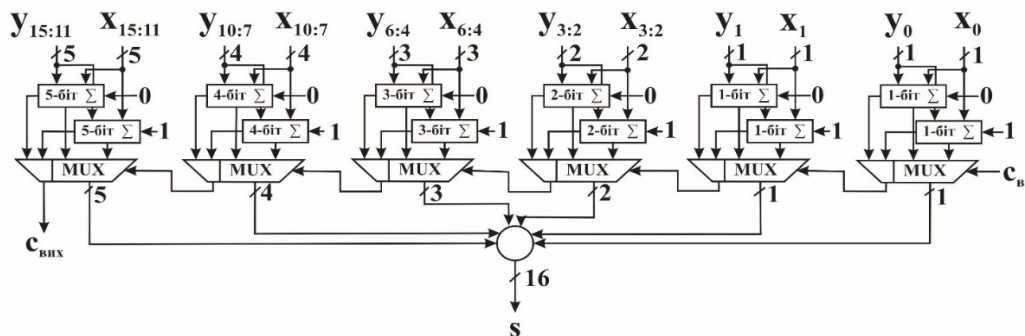 y15:11 x15:11 y10:7 x10:7 y6:4 x6:4 y3:2 x3:2 y1 x1 y0 x0
5 5 4 4 3 3 2 2 1 1 1 1
5-біт Σ 0 4-біт Σ 0 3-біт Σ 0 2-біт Σ 0 1-біт Σ 0 1-біт Σ 0
5-біт Σ 1 4-біт Σ 1 3-біт Σ 1 2-біт Σ 1 1-біт Σ 1 1-біт Σ 1
MUX MUX MUX MUX MUX MUX cв
5 4 3 2 1 1
cвих
16
s